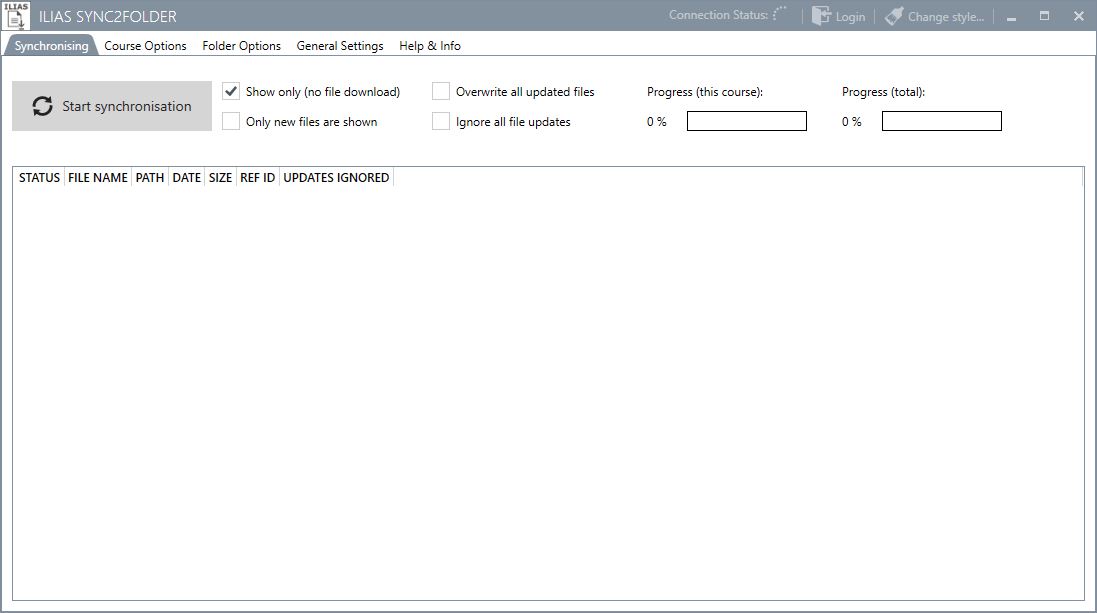 ILIAS
ILIAS SYNC2FOLDER
Connection Status:
Login
Change style...
Synchronising
Course Options
Folder Options
General Settings
Help & Info
Start synchronisation
Show only (no file download)
Overwrite all updated files
Progress (this course):
Progress (total):
Only new files are shown
Ignore all file updates
0 %
0 %
STATUS FILE NAME PATH DATE SIZE REF ID UPDATES IGNORED